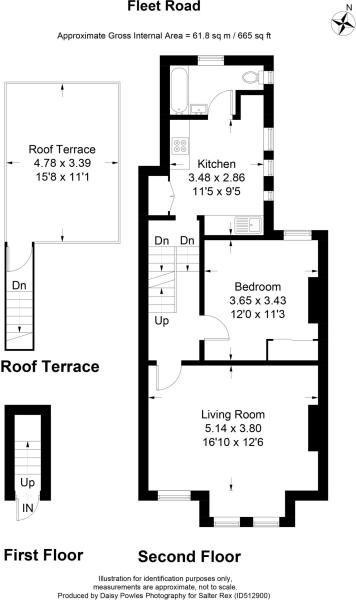 Fleet Road
N
Approximate Gross Internal Area = 61.8 sq m / 665 sq ft
Roof Terrace
4.78 x 3.39
15'8 x 11'1
Kitchen
3.48 x 2.86
11'5 x 9'5
Dn Dn
Dn
Bedroom
3.65 x 3.43
12'0 x 11'3
Up
Roof Terrace
Living Room
5.14 x 3.80
16'10 x 12'6
Up
IN
First Floor
Second Floor
Illustration for identification purposes only,
measurements are approximate, not to scale.
Produced by Daisy Powles Photography for Salter Rex (ID512900)